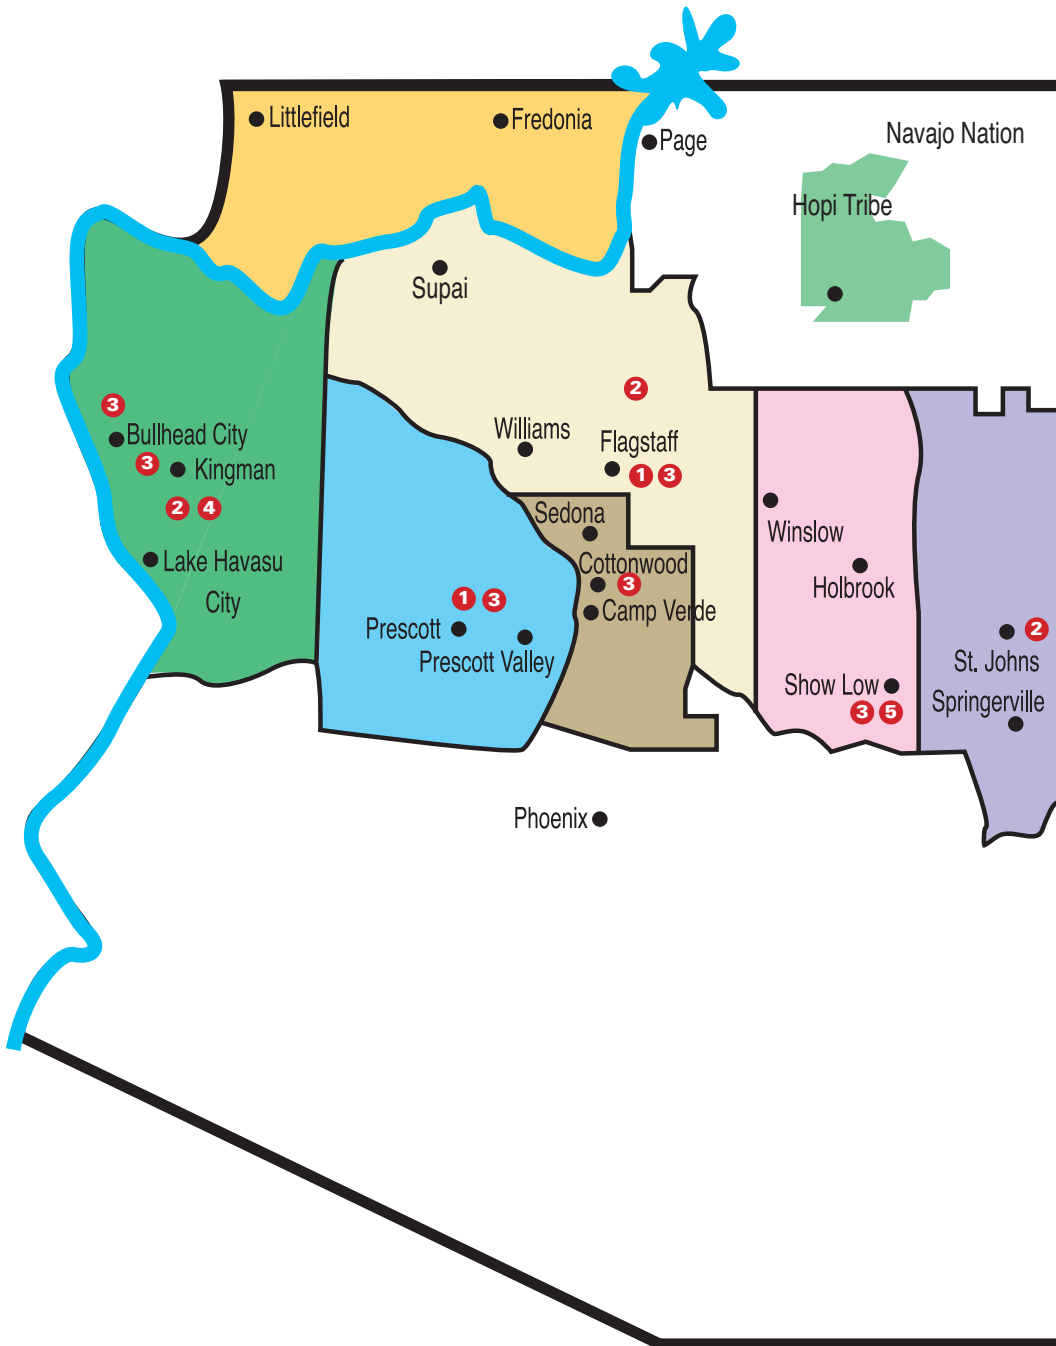 Littlefield
Fredonia
Page
Navajo Nation
Hopi Tribe
Supai
2
3
Williams
Flagstaff
Bullhead City
3
Kingman
1 3
2 4
Sedona
Winslow
Lake Havasu
City
Cottonwood
3
Holbrook
Camp Verde
1 3
Prescott
Prescott Valley
2
St. Johns
Show Low
3 5
Springerville
Phoenix